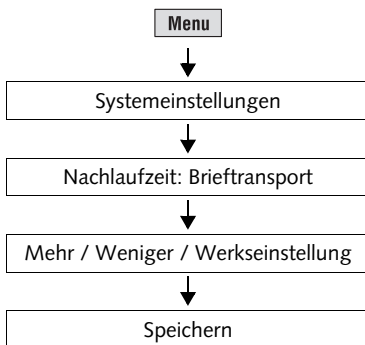 Menu
Systemeinstellungen
Nachlaufzeit: Brieftransport
Mehr / Weniger / Werkseinstellung
Speichern